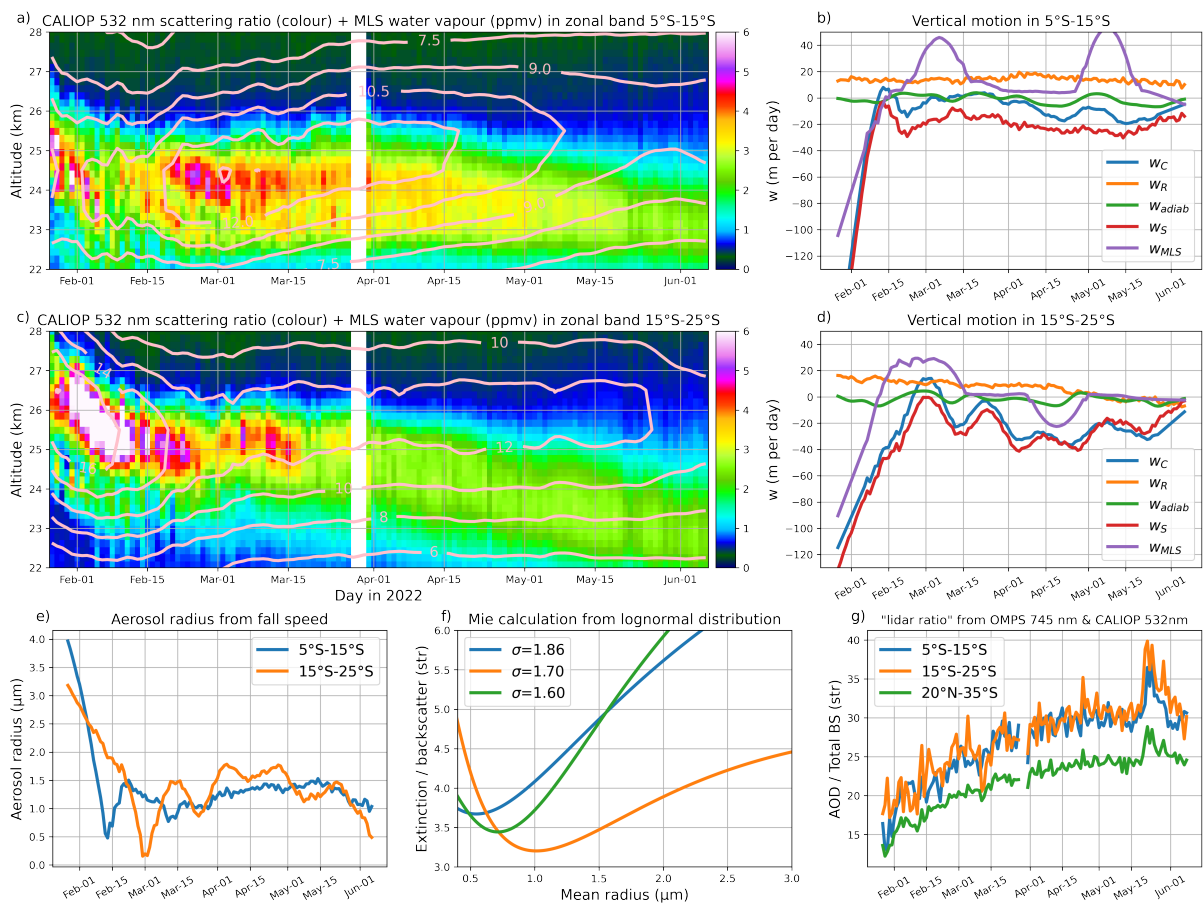 a) CALIOP 532 nm scattering ratio (colour) + MLS water vapour (ppmv) in zonal band 5°S-15°S
28
27
26
25
24
23
22
Altitude (km)
7.5
9.0
10.5
7.5
Feb-01 Feb-15 Mar-01 Mar-15 Apr-01 Apr-15 May-01 May-15 Jun-01
6
5
4
3
2
1
0
b) Vertical motion in 5°S-15°S
40
20
0
−20
−40
−60
−80
−100
−120
w (m per day)
w_C
w_R
w_adiab
w_S
w_MLS
Feb-01 Feb-15 Mar-01 Mar-15 Apr-01 Apr-15 May-01 May-15 Jun-01
c) CALIOP 532 nm scattering ratio (colour) + MLS water vapour (ppmv) in zonal band 15°S-25°S
28
27
26
25
24
23
22
Altitude (km)
10
14
16
12
10
8
6
Feb-01 Feb-15 Mar-01 Mar-15 Apr-01 Apr-15 May-01 May-15 Jun-01
Day in 2022
6
5
4
3
2
1
0
d) Vertical motion in 15°S-25°S
40
20
0
−20
−40
−60
−80
−100
−120
w (m per day)
w_C
w_R
w_adiab
w_S
w_MLS
Feb-01 Feb-15 Mar-01 Mar-15 Apr-01 Apr-15 May-01 May-15 Jun-01
e) Aerosol radius from fall speed
4.0
3.5
3.0
2.5
2.0
1.5
1.0
0.5
0.0
Aerosol radius (μm)
5°S-15°S
15°S-25°S
Feb-01 Feb-15 Mar-01 Mar-15 Apr-01 Apr-15 May-01 May-15 Jun-01
f) Mie calculation from lognormal distribution
6.0
5.5
5.0
4.5
4.0
3.5
3.0
Extinction / backscatter (str)
σ=1.86
σ=1.70
σ=1.60
0.5 1.0 1.5 2.0 2.5 3.0
Mean radius (μm)
g) "lidar ratio" from OMPS 745 nm & CALIOP 532nm
40
35
30
25
20
15
AOD / Total BS (str)
5°S-15°S
15°S-25°S
20°N-35°S
Feb-01 Feb-15 Mar-01 Mar-15 Apr-01 Apr-15 May-01 May-15 Jun-01